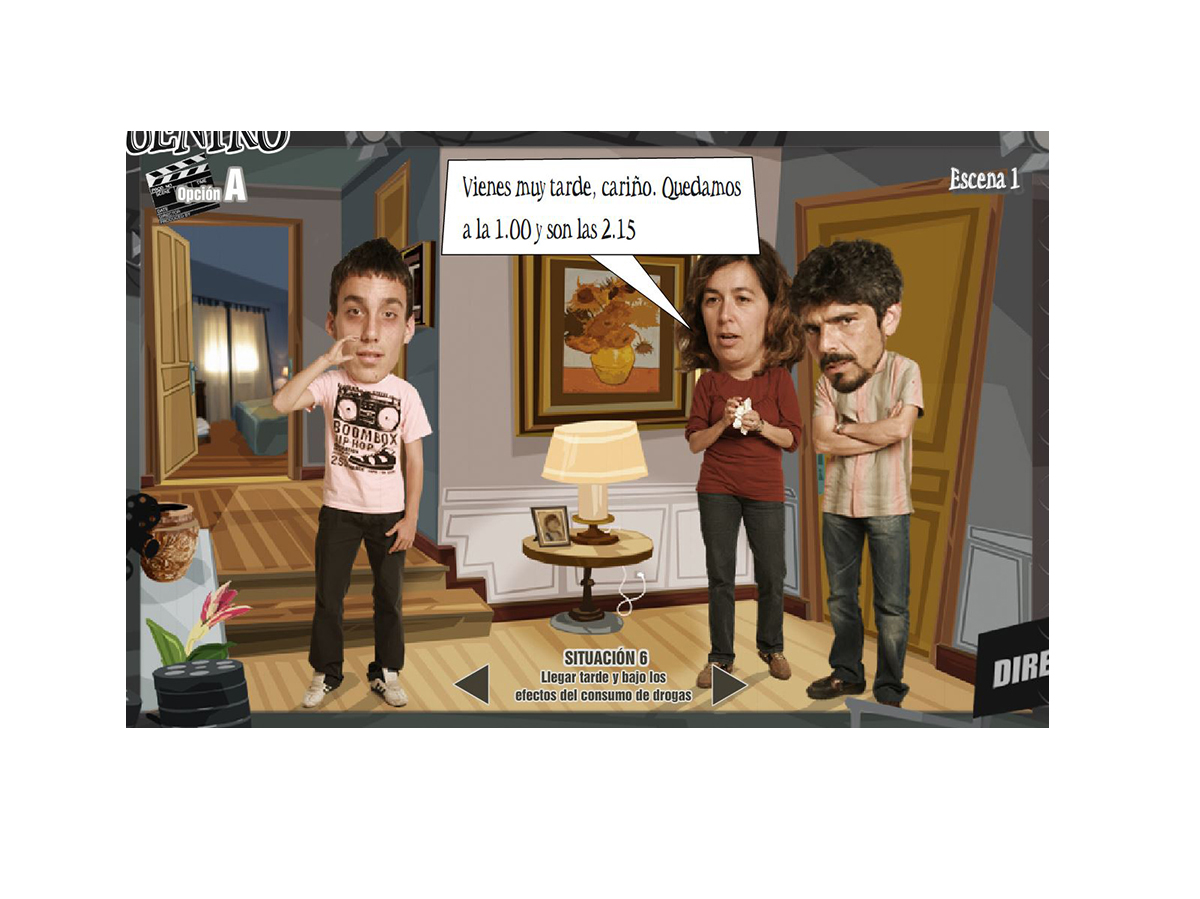 Opción A
Escena 1
Vienes muy tarde, cariño. Quedamos
a la 1.00 y son las 2.15
BOOMBOX
HIP HOP
SITUACIÓN 6
Llegar tarde y bajo los
efectos del consumo de drogas
DIRE